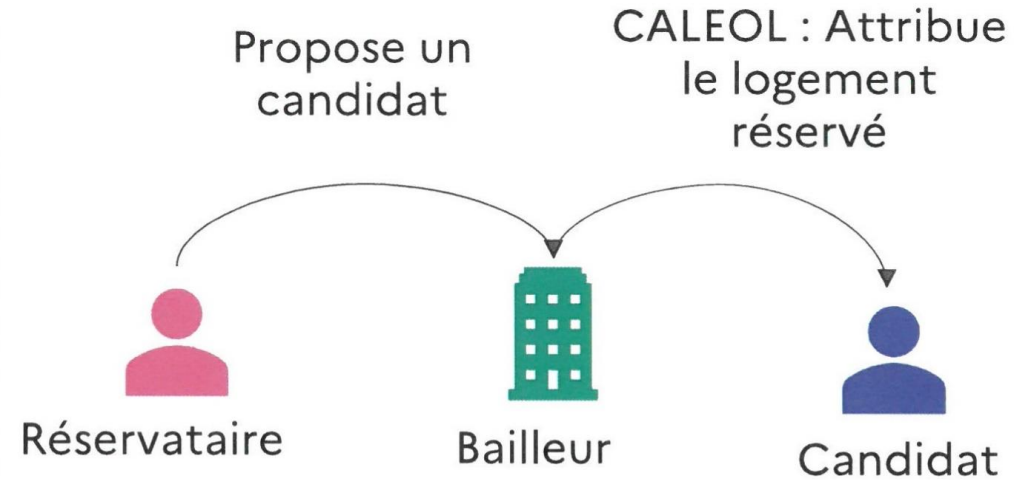 Propose un
candidat
CALEOL : Attribue
le logement
réservé
Réservataire
Bailleur
Candidat